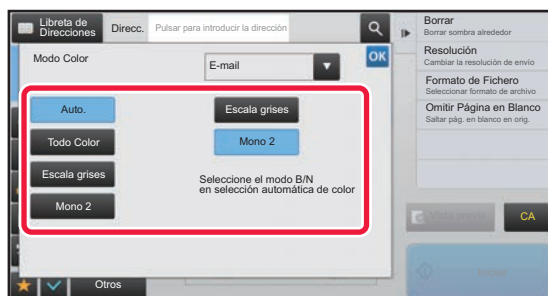 Libreta de
Direcciones
Direcc.
Pulsar para introducir la dirección
Modo Color
E-mail
OK
Auto.
Todo Color
Escala grises
Mono 2
Escala grises
Mono 2
Seleccione el modo B/N
en selección automática de color
Borrar
Borrar sombra alrededor
Resolución
Cambiar la resolución de envío
Formato de Fichero
Seleccionar formato de archivo
Omitir Página en Blanco
Saltar pág. en blanco en orig.
Vista previa
CA
Iniciar
Otros